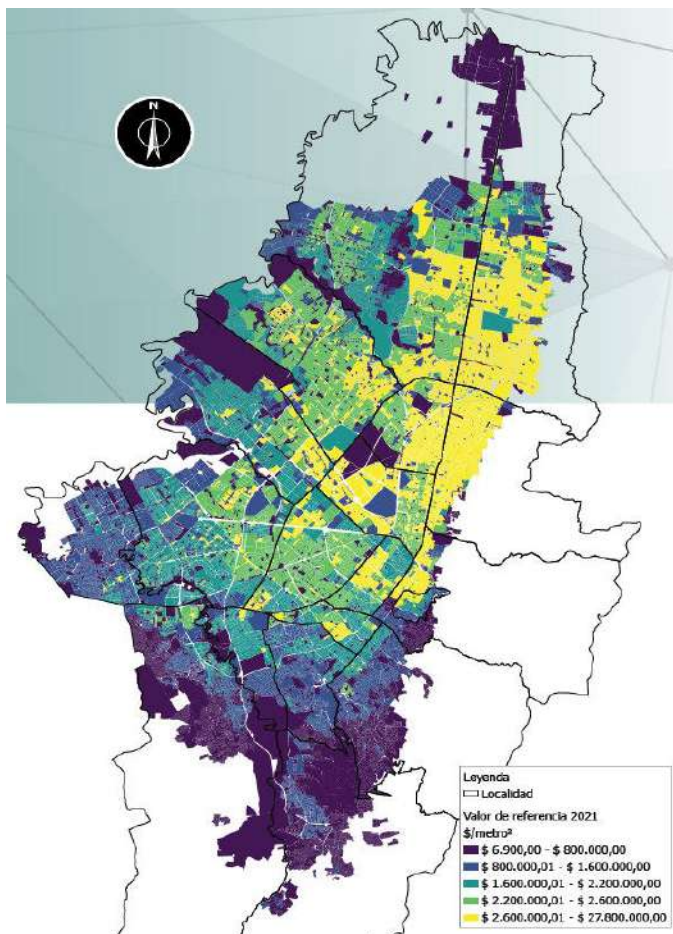 N
Leyenda
Localidad
Valor de referencia 2021
$/metro²
$ 6.900,00 - $ 800.000,00
$ 800.000,01 - $ 1.600.000,00
$ 1.600.000,01 - $ 2.200.000,00
$ 2.200.000,01 - $ 2.600.000,00
$ 2.600.000,01 - $ 27.800.000,00